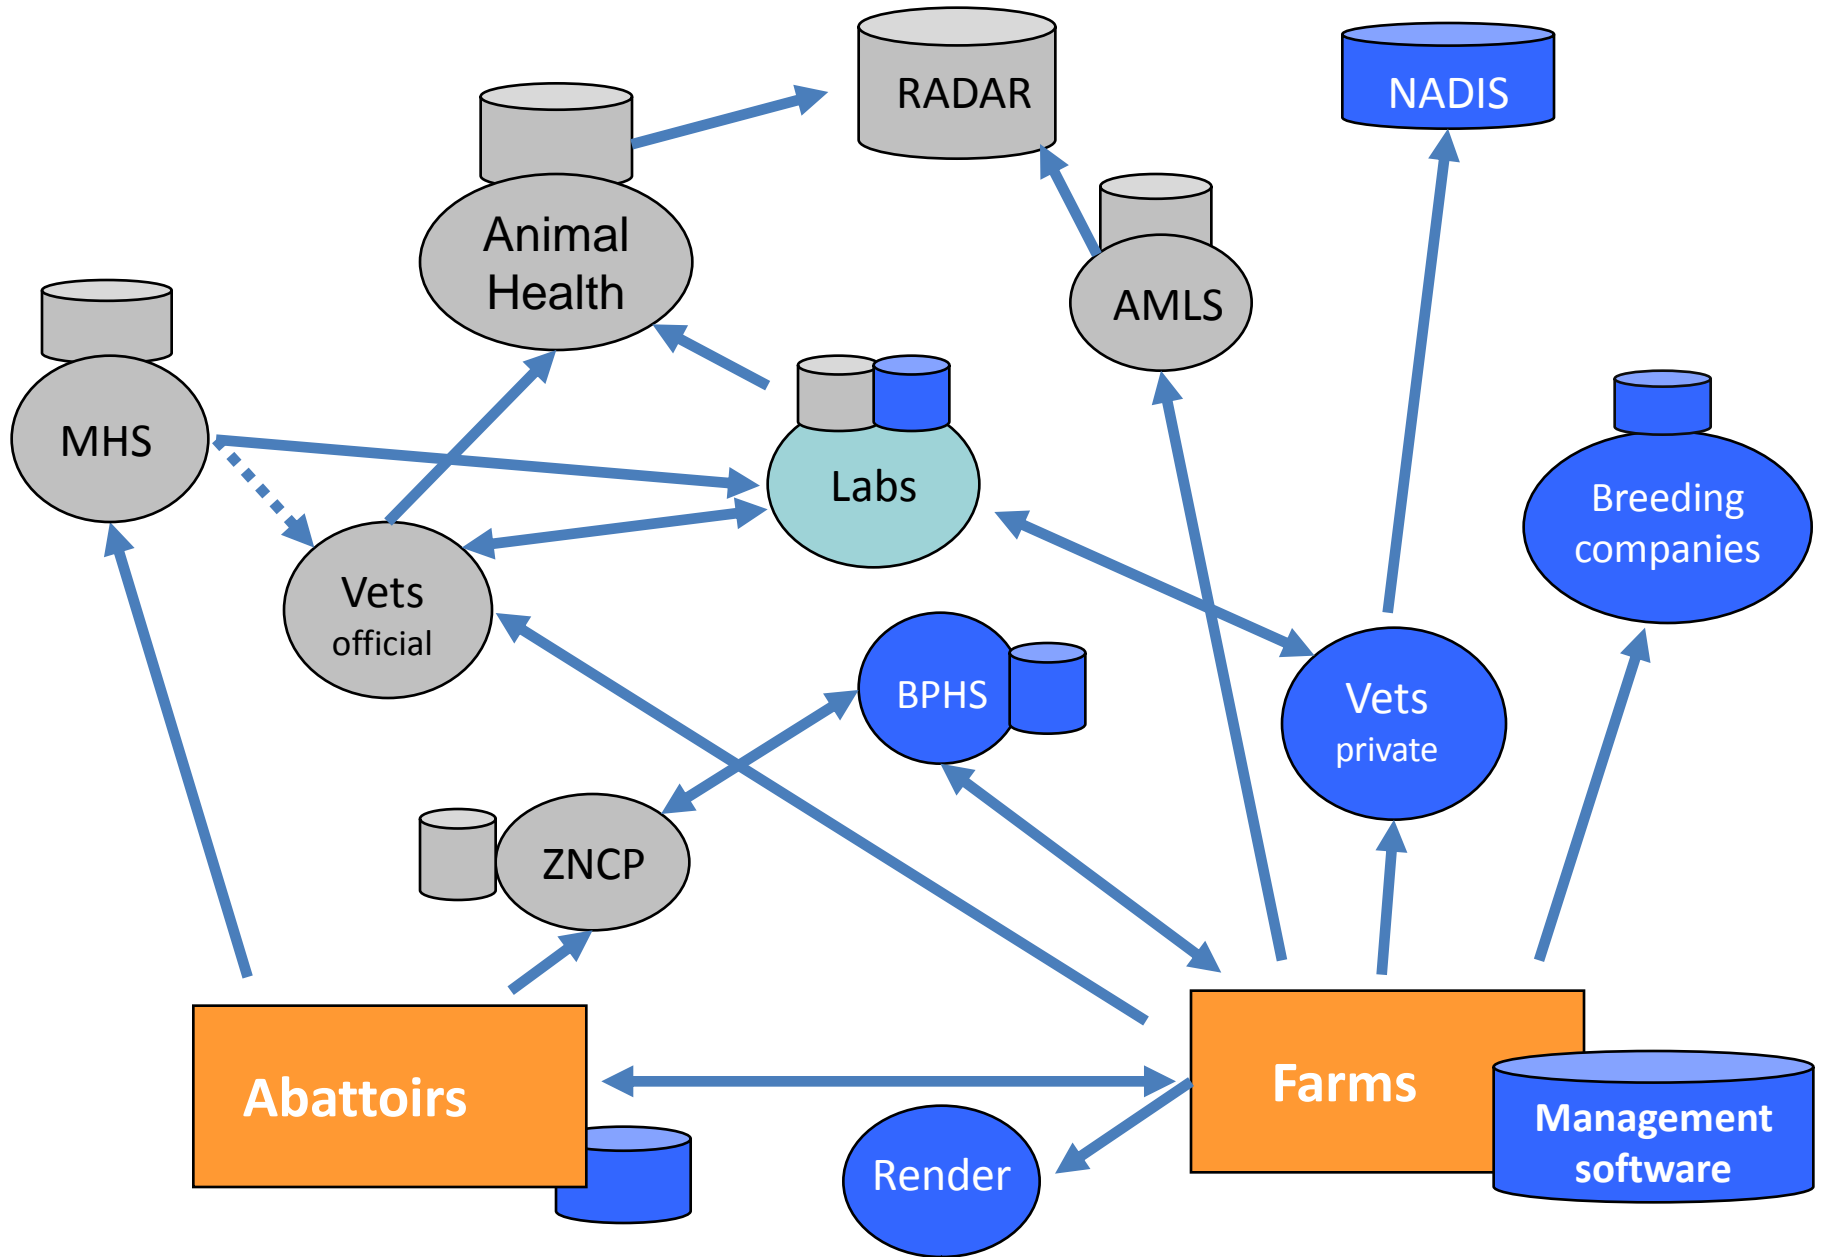 RADAR
NADIS
Animal
Health
AMLS
MHS
Labs
Breeding
companies
Vets
official
BPHS
Vets
private
ZNCP
Abattoirs
Farms
Management
software
Render